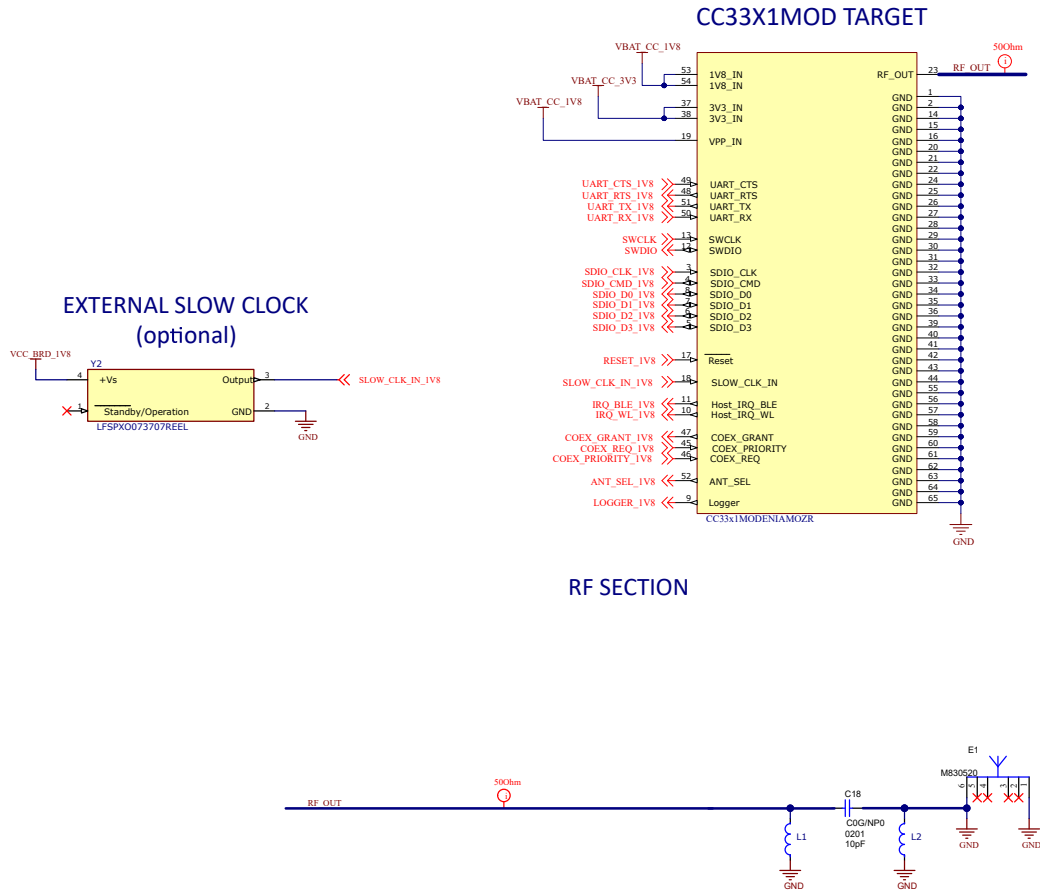 CC33X1MOD TARGET
VBAT_CC_1V8
VBAT_CC_3V3
VBAT_CC_1V8
53 1V8_IN
54 1V8_IN
37 3V3_IN
38 3V3_IN
19 VPP_IN
UART_CTS_1V8 49 UART_CTS
UART_RTS_1V8 48 UART_RTS
UART_TX_1V8 51 UART_TX
UART_RX_1V8 50 UART_RX
SWCLK 13 SWCLK
SWDIO 12 SWDIO
SDIO_CLK_1V8 3 SDIO_CLK
SDIO_CMD_1V8 4 SDIO_CMD
SDIO_D0_1V8 8 SDIO_D0
SDIO_D1_1V8 7 SDIO_D1
SDIO_D2_1V8 6 SDIO_D2
SDIO_D3_1V8 5 SDIO_D3
RESET_1V8 17 Reset
SLOW_CLK_IN_1V8 18 SLOW_CLK_IN
IRQ_BLE_1V8 11 Host_IRQ_BLE
IRQ_WL_1V8 10 Host_IRQ_WL
COEX_GRANT_1V8 47 COEX_GRANT
COEX_REQ_1V8 45 COEX_PRIORITY
COEX_PRIORITY_1V8 46 COEX_REQ
ANT_SEL_1V8 52 ANT_SEL
LOGGER_1V8 9 Logger
CC33x1MODENIAMOZR
RF_OUT 23 RF_OUT
50Ohm
i
GND 1
GND 2
GND 14
GND 15
GND 16
GND 20
GND 21
GND 22
GND 24
GND 25
GND 26
GND 27
GND 28
GND 29
GND 30
GND 31
GND 32
GND 33
GND 34
GND 35
GND 36
GND 39
GND 40
GND 41
GND 42
GND 43
GND 44
GND 55
GND 56
GND 57
GND 58
GND 59
GND 60
GND 61
GND 62
GND 63
GND 64
GND 65
GND
EXTERNAL SLOW CLOCK
(optional)
VCC_BRD_1V8
Y2
4 +Vs Output 3 SLOW_CLK_IN_1V8
1 Standby/Operation GND 2
LFSPXO073707REEL
GND
RF SECTION
RF_OUT
50Ohm
i
L1
GND
C18
C0G/NP0
0201
10pF
L2
GND
E1
M830520
6 5 4 3 2 1
GND
GND